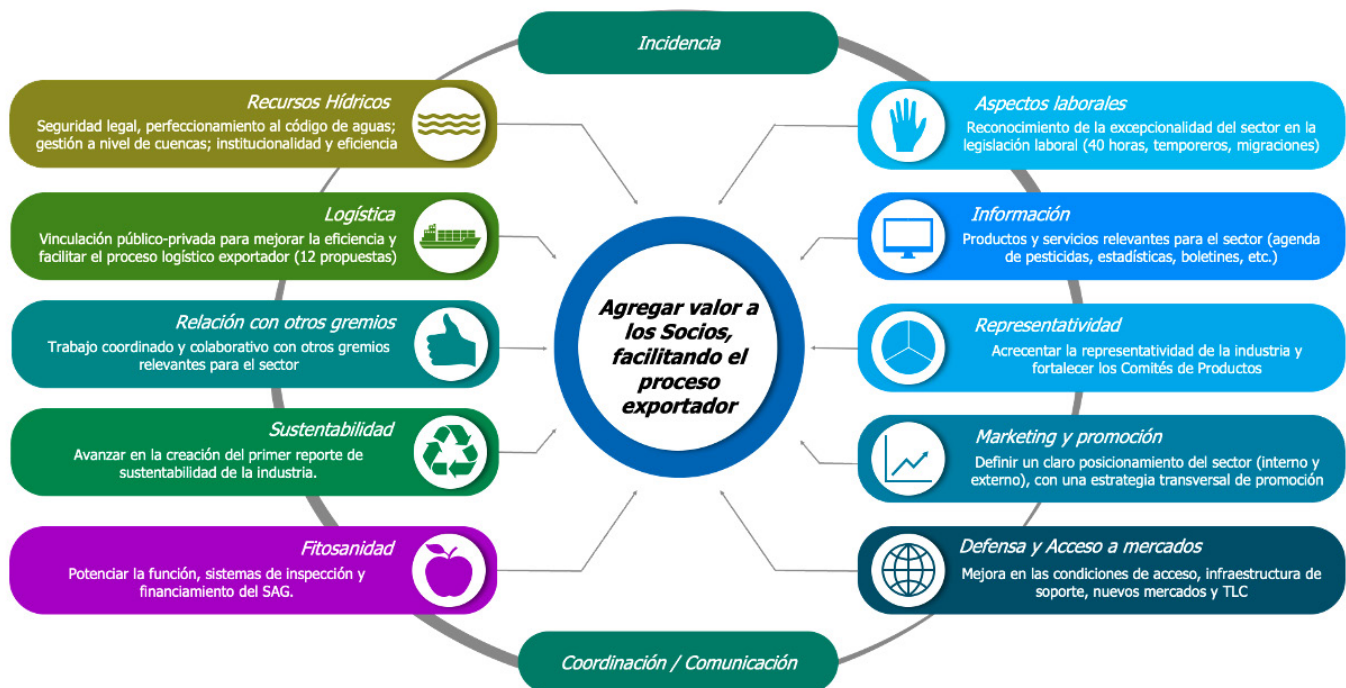 Incidencia
Recursos Hídricos
Seguridad legal, perfeccionamiento al código de aguas;
gestión a nivel de cuencas; institucionalidad y eficiencia
Logística
Vinculación público-privada para mejorar la eficiencia y
facilitar el proceso logístico exportador (12 propuestas)
Relación con otros gremios
Trabajo coordinado y colaborativo con otros gremios
relevantes para el sector
Sustentabilidad
Avanzar en la creación del primer reporte de
sustentabilidad de la industria.
Fitosanidad
Potenciar la función, sistemas de inspección y
financiamiento del SAG.
Agregar valor a
los Socios,
facilitando el
proceso
exportador
Aspectos laborales
Reconocimiento de la excepcionalidad del sector en la
legislación laboral (40 horas, temporeros, migraciones)
Información
Productos y servicios relevantes para el sector (agenda
de pesticidas, estadísticas, boletines, etc.)
Representatividad
Acrecentar la representatividad de la industria y
fortalecer los Comités de Productos
Marketing y promoción
Definir un claro posicionamiento del sector (interno y
externo), con una estrategia transversal de promoción
Defensa y Acceso a mercados
Mejora en las condiciones de acceso, infraestructura de
soporte, nuevos mercados y TLC
Coordinación / Comunicación